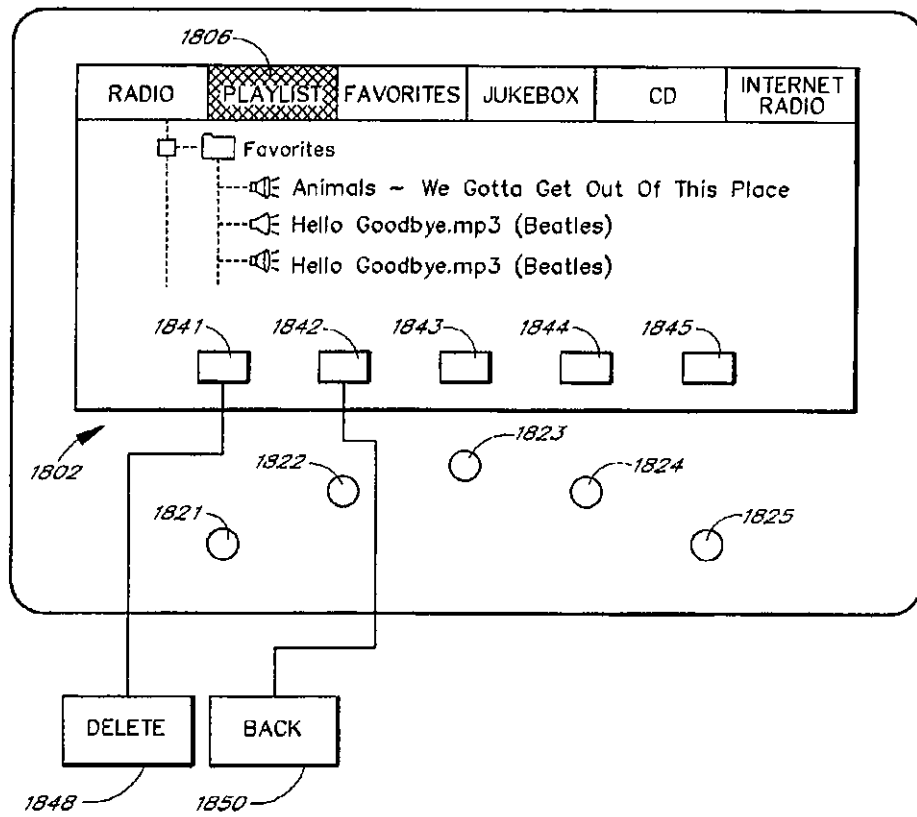 1806
RADIO PLAYLIST FAVORITES JUKEBOX CD INTERNET RADIO
Favorites
Animals ~ We Gotta Get Out Of This Place
Hello Goodbye.mp3 (Beatles)
Hello Goodbye.mp3 (Beatles)
1841 1842 1843 1844 1845
1802 1822 1823 1824
1821 1825
DELETE BACK
1848 1850